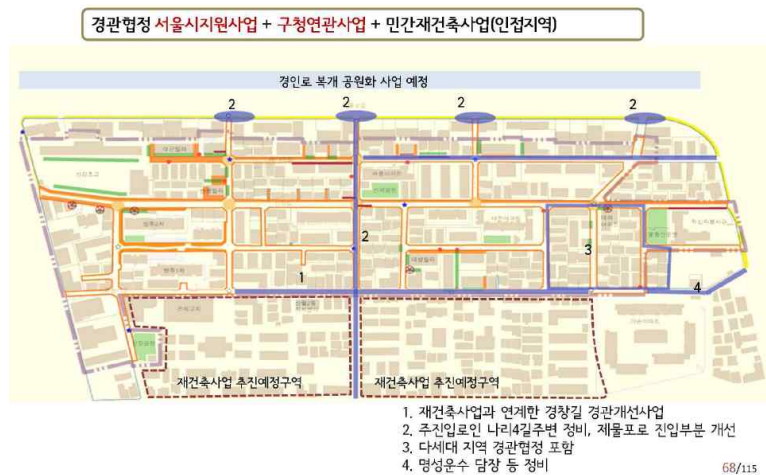 경관협정 서울시지원사업 + 구청연관사업 + 민간재건축사업(인접지역)
경인로 복개 공원화 사업 예정
2
2
2
2
2
3
1
4
재건축사업 추진예정구역
재건축사업 추진예정구역
1. 재건축사업과 연계한 경창길 경관개선사업
2. 주진입로인 나리4길주변 정비, 제물포로 진입부분 개선
3. 다세대 지역 경관협정 포함
4. 명성운수 담장 등 정비
68/115